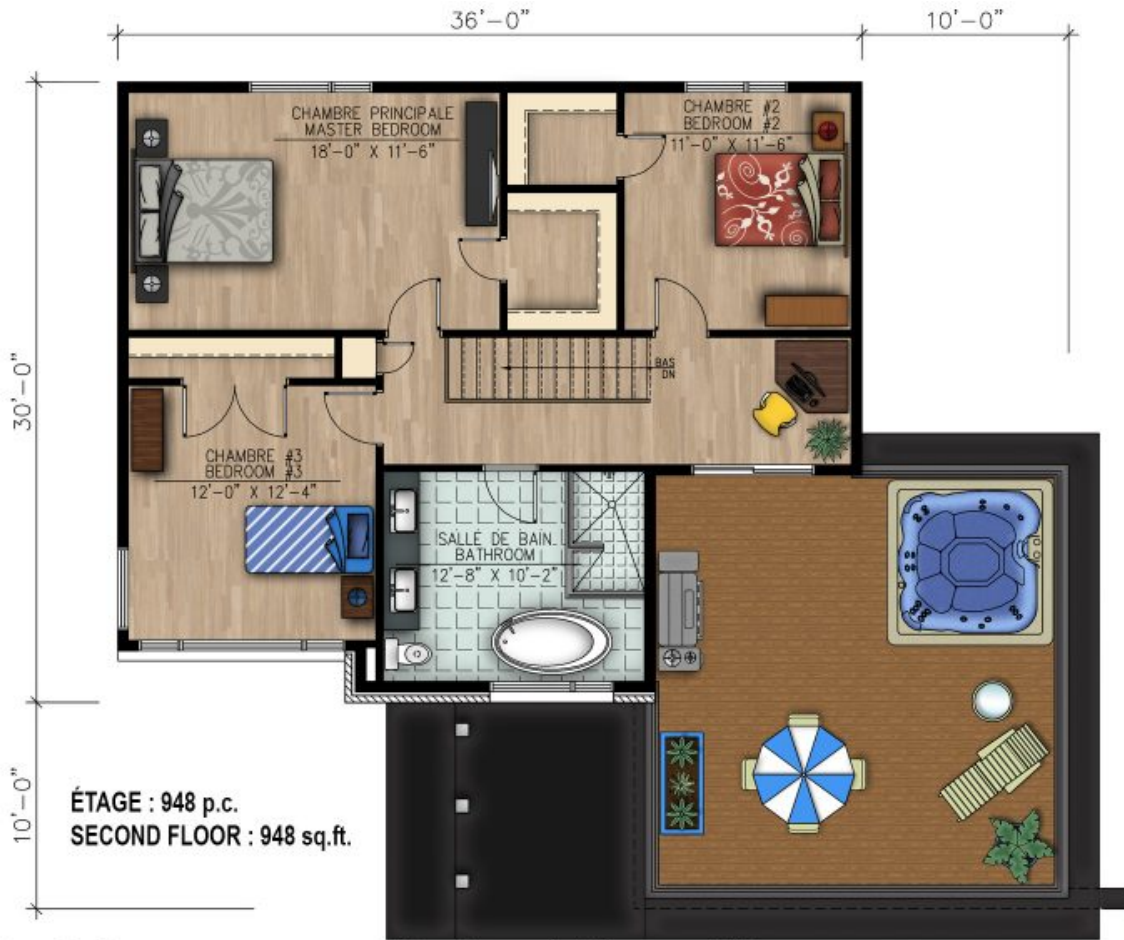 36'-0"
10'-0"
CHAMBRE PRINCIPALE
MASTER BEDROOM
18'-0" X 11'-6"
CHAMBRE #2
BEDROOM #2
11'-0" X 11'-6"
30'-0"
BAS
DN
CHAMBRE #3
BEDROOM #3
12'-0" X 12'-4"
SALLE DE BAIN
BATHROOM
12'-8" X 10'-2"
10'-0"
ÉTAGE : 948 p.c.
SECOND FLOOR : 948 sq.ft.